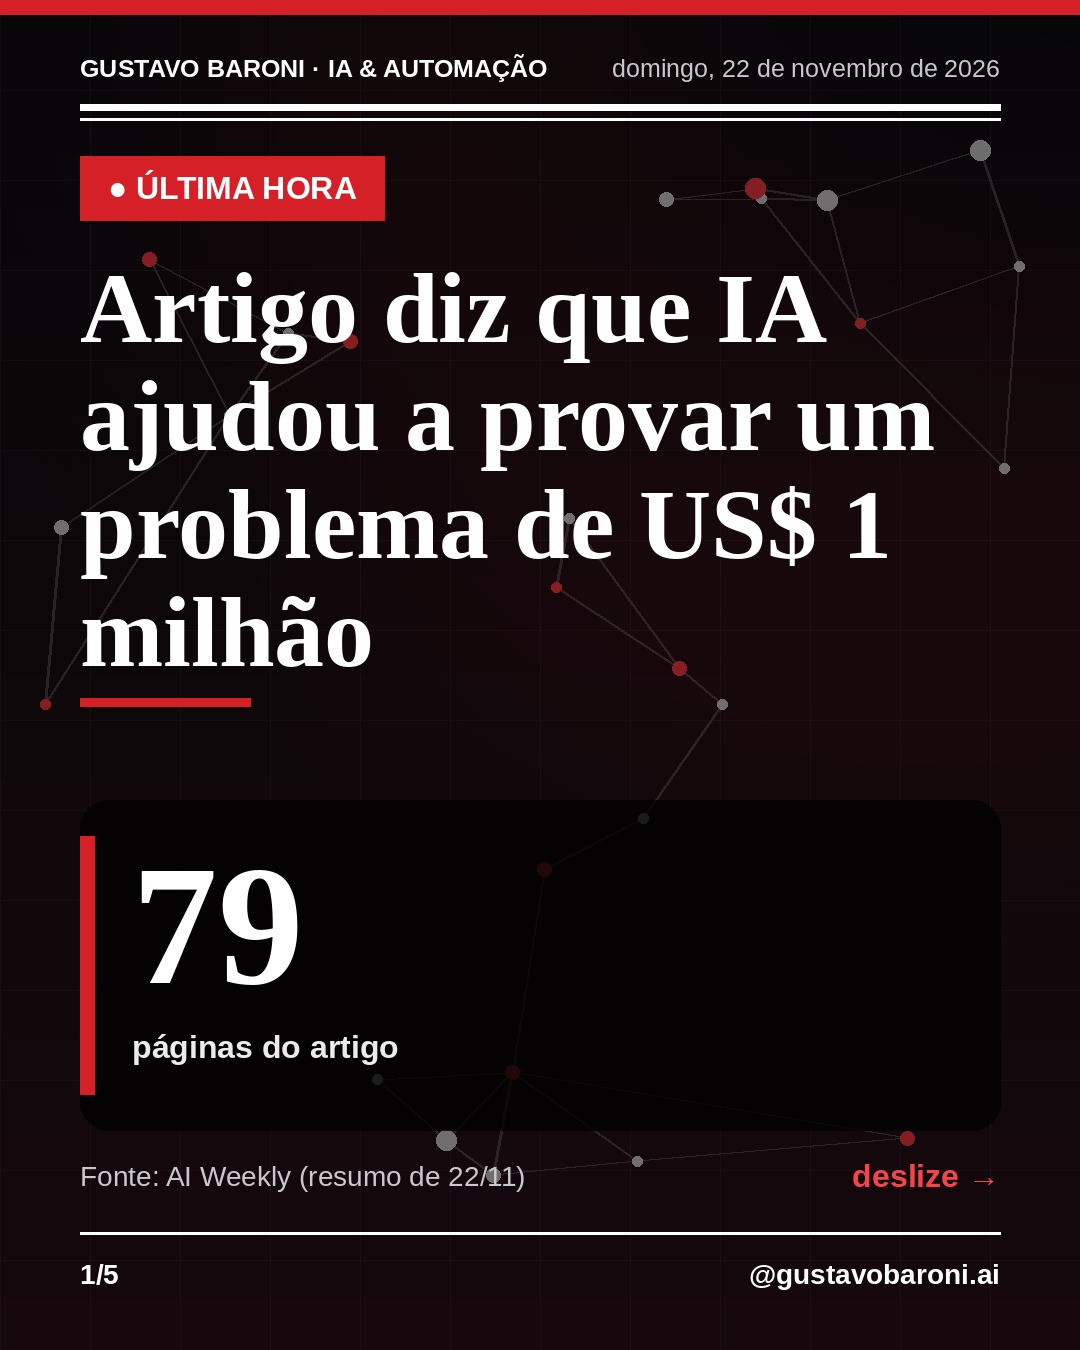 GUSTAVO BARONI · IA & AUTOMAÇÃO
domingo, 22 de novembro de 2026
● ÚLTIMA HORA
Artigo diz que IA
ajudou a provar um
problema de US$ 1
milhão
79
páginas do artigo
Fonte: AI Weekly (resumo de 22/11)
deslize →
1/5
@gustavobaroni.ai